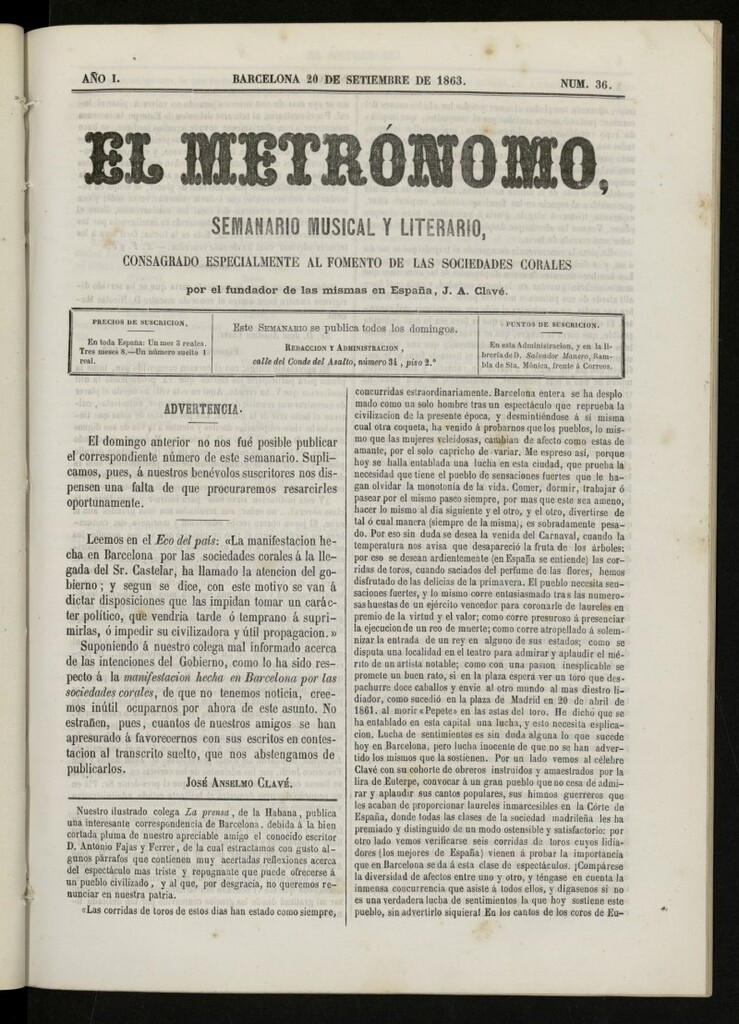 AÑO I.
BARCELONA 20 DE SETIEMBRE DE 1863.
NUM. 36.
EL METRÓNOMO,
SEMANARIO MUSICAL Y LITERARIO,
CONSAGRADO ESPECIALMENTE AL FOMENTO DE LAS SOCIEDADES CORALES
por el fundador de las mismas en España, J. A. Clavé.
PRECIOS DE SUSCRICION.
En toda España: Un mes 3 reales.
Tres meses 8.—Un número suelto 1
real.
Este SEMANARIO se publica todos los domingos.
REDACCION Y ADMINISTRACION,
calle del Conde del Asalto, número 34, piso 2.º
PUNTOS DE SUSCRICION.
En esta Administracion, y en la li-
brería de D. Salvador Manero, Ram-
bla de Sta. Mónica, frente á Correos.
ADVERTENCIA.
El domingo anterior no nos fué posible publicar
el correspondiente número de este semanario. Supli-
camos, pues, á nuestros benévolos suscritores nos dis-
pensen una falta de que procuraremos resarcirles
oportunamente.
Leemos en el Eco del país: «La manifestacion he-
cha en Barcelona por las sociedades corales á la lle-
gada del Sr. Castelar, ha llamado la atencion del go-
bierno; y segun se dice, con este motivo se van á
dictar disposiciones que las impidan tomar un carác-
ter político, que vendria tarde ó temprano á supri-
mirlas, ó impedir su civilizadora y útil propagacion.»
Suponiendo á nuestro colega mal informado acerca
de las intenciones del Gobierno, como lo ha sido res-
pecto á la manifestacion hecha en Barcelona por las
sociedades corales, de que no tenemos noticia, cree-
mos inútil ocuparnos por ahora de este asunto. No
estrañen, pues, cuantos de nuestros amigos se han
apresurado á favorecernos con sus escritos en contes-
tacion al transcrito suelto, que nos abstengamos de
publicarlos.
JOSÉ ANSELMO CLAVÉ.
Nuestro ilustrado colega La prensa, de la Habana, publica
una interesante correspondencia de Barcelona, debida á la bien
cortada pluma de nuestro apreciable amigo el conocido escritor
D. Antonio Fajas y Ferrer, de la cual estractamos con gusto al-
gunos párrafos que contienen muy acertadas reflexiones acerca
del espectáculo mas triste y repugnante que puede ofrecerse á
un pueblo civilizado, y al que, por desgracia, no queremos re-
nunciar en nuestra patria.
«Las corridas de toros de estos dias han estado como siempre,
concurridas estraordinariamente. Barcelona entera se ha desplo
mado como un solo hombre tras un espectáculo que reprueba la
civilizacion de la presente época, y desmintiéndose á sí misma
cual otra coqueta, ha venido á probarnos que los pueblos, lo mis-
mo que las mujeres veleidosas, cambian de afecto como estas de
amante, por el solo capricho de variar. Me espreso así, porque
hoy se halla entablada una lucha en esta ciudad, que prueba la
necesidad que tiene el pueblo de sensaciones fuertes que le ha-
gan olvidar la monotonía de la vida. Comer, dormir, trabajar ó
pasear por el mismo paseo siempre, por mas que este sea ameno,
hacer lo mismo al dia siguiente y el otro, y el otro, divertirse de
tal ó cual manera (siempre de la misma), es sobradamente pesa-
do. Por eso sin duda se desea la venida del Carnaval, cuando la
temperatura nos avisa que desapareció la fruta de los árboles:
por eso se desean ardientemente (en España se entiende) las cor-
ridas de toros, cuando saciados del perfume de las flores, hemos
disfrutado de las delicias de la primavera. El pueblo necesita sen-
saciones fuertes, y lo mismo corre entusiasmado tras las numero-
sas huestas de un ejército vencedor para coronarle de laureles en
premio de la virtud y el valor; como corre presuroso á presenciar
la ejecucion de un reo de muerte; como corre atropellado á solem-
nizar la entrada de un rey en alguno de sus estados; como se
disputa una localidad en el teatro para admirar y aplaudir el mé-
rito de un artista notable; como con una pasion inesplicable se
promete un buen rato, si en la plaza espera ver un toro que des-
pachurre doce caballos y envie al otro mundo al mas diestro li-
diador, como sucedió en la plaza de Madrid en 20 de abril de
1861. al morir «Pepete» en las astas del toro. He dicho que se
ha entablado en esta capital una lucha, y esto necesita esplica-
cion. Lucha de sentimientos es sin duda alguna lo que sucede
hoy en Barcelona, pero lucha inocente de que no se han adver-
tido los mismos que la sostienen. Por un lado vemos al célebre
Clavé con su cohorte de obreros instruidos y amaestrados por la
lira de Euterpe, convocar á un gran pueblo que no cesa de admi-
rar y aplaudir sus cantos populares, sus himnos guerreros que
les acaban de proporcionar laureles inmarcesibles en la Córte de
España, donde todas las clases de la sociedad madrileña les ha
premiado y distinguido de un modo ostensible y satisfactorio: por
otro lado vemos verificarse seis corridas de toros cuyos lidia-
dores (los mejores de España) vienen á probar la importancia
que en Barcelona se da á esta clase de espectáculos. ¡Compárese
la diversidad de afectos entre uno y otro, y téngase en cuenta la
inmensa concurrencia que asiste á todos ellos, y dígasenos si no
es una verdadera lucha de sentimientos la que hoy sostiene este
pueblo, sin advertirlo siquiera! En los cantos de los coros de Eu-